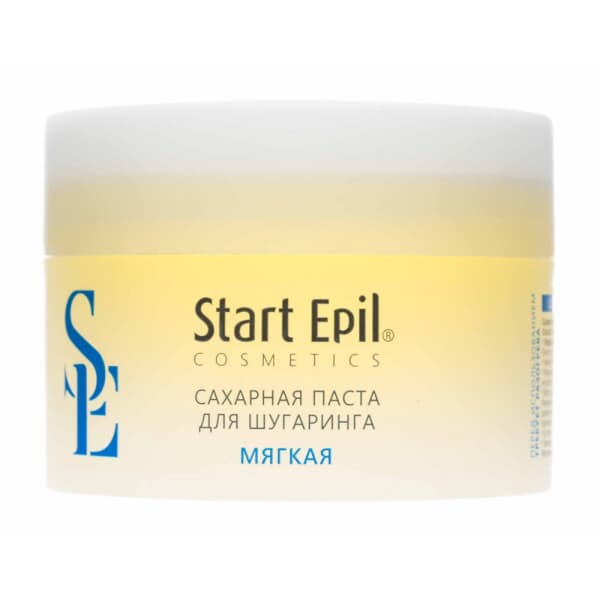 SE
Start Epil®
COSMETICS
САХАРНАЯ ПАСТА
ДЛЯ ШУГАРИНГА
МЯГКАЯ